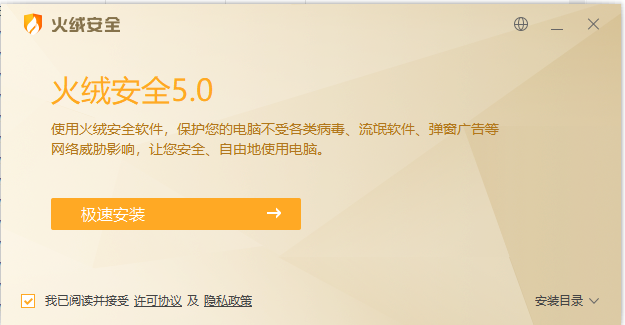 火绒安全
火绒安全5.0
使用火绒安全软件，保护您的电脑不受各类病毒、流氓软件、弹窗广告等
网络威胁影响，让您安全、自由地使用电脑。
极速安装
我已阅读并接受 许可协议 及 隐私政策
安装目录